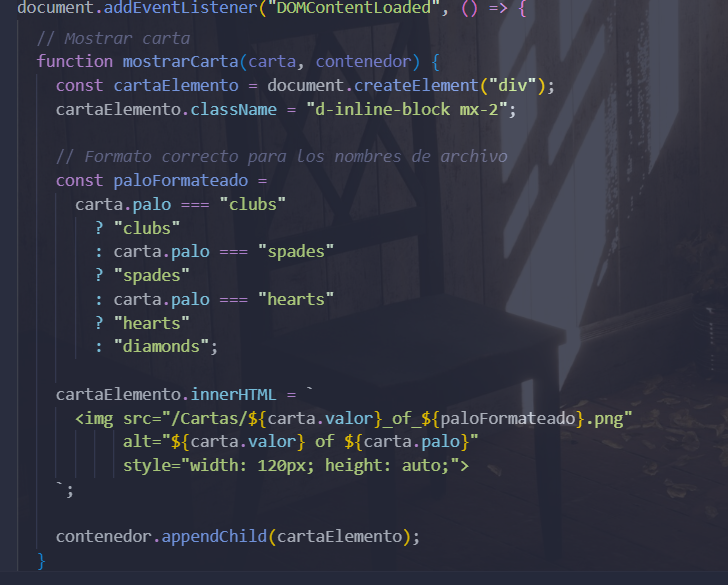 document.addEventListener("DOMContentLoaded", () => {
// Mostrar carta
function mostrarCarta(carta, contenedor) {
const cartaElemento = document.createElement("div");
cartaElemento.className = "d-inline-block mx-2";
// Formato correcto para los nombres de archivo
const paloFormateado =
carta.palo === "clubs"
? "clubs"
: carta.palo === "spades"
? "spades"
: carta.palo === "hearts"
? "hearts"
: "diamonds";
cartaElemento.innerHTML = `
<img src="/Cartas/${carta.valor}_of_${paloFormateado}.png"
alt="${carta.valor} of ${carta.palo}"
style="width: 120px; height: auto;">
`;
contenedor.appendChild(cartaElemento);
}